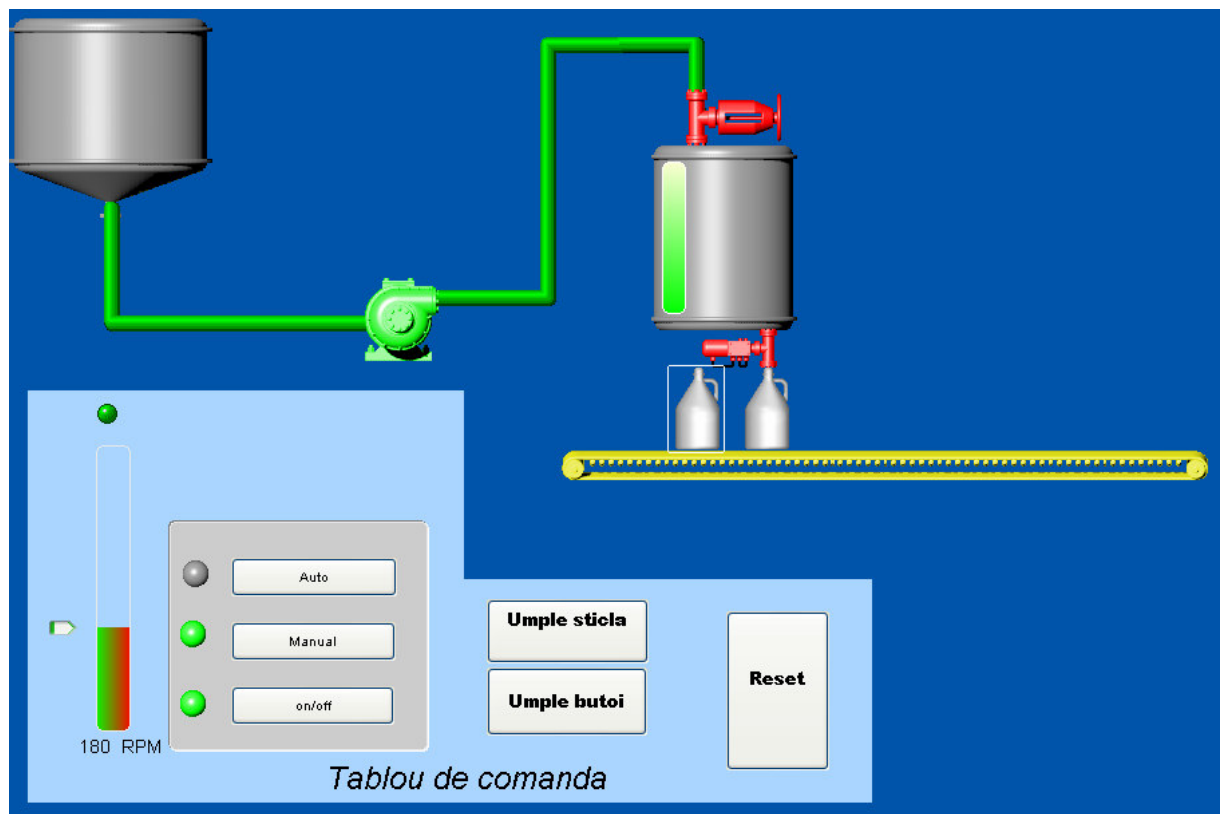 Auto
Manual
on/off
180 RPM
Umple sticla
Umple butoi
Reset
Tablou de comanda